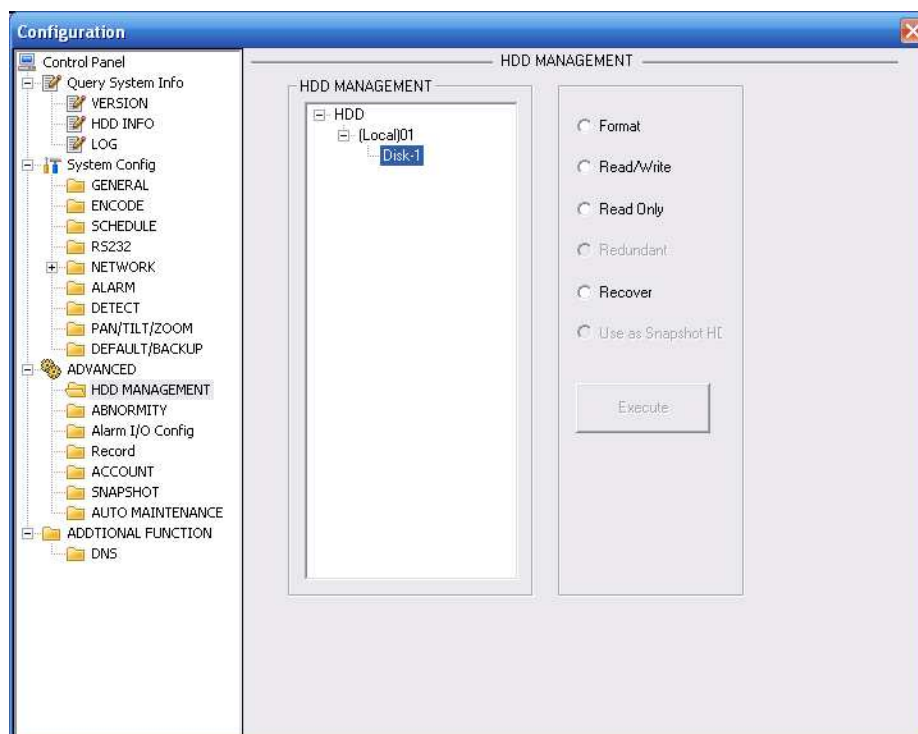 Configuration
Control Panel
Query System Info
VERSION
HDD INFO
LOG
System Config
GENERAL
ENCODE
SCHEDULE
RS232
NETWORK
ALARM
DETECT
PAN/TILT/ZOOM
DEFAULT/BACKUP
ADVANCED
HDD MANAGEMENT
ABNORMITY
Alarm I/O Config
Record
ACCOUNT
SNAPSHOT
AUTO MAINTENANCE
ADDTIONAL FUNCTION
DNS
HDD MANAGEMENT
HDD MANAGEMENT
HDD
(Local)01
Disk-1
Format
Read/Write
Read Only
Redundant
Recover
Use as Snapshot HD
Execute